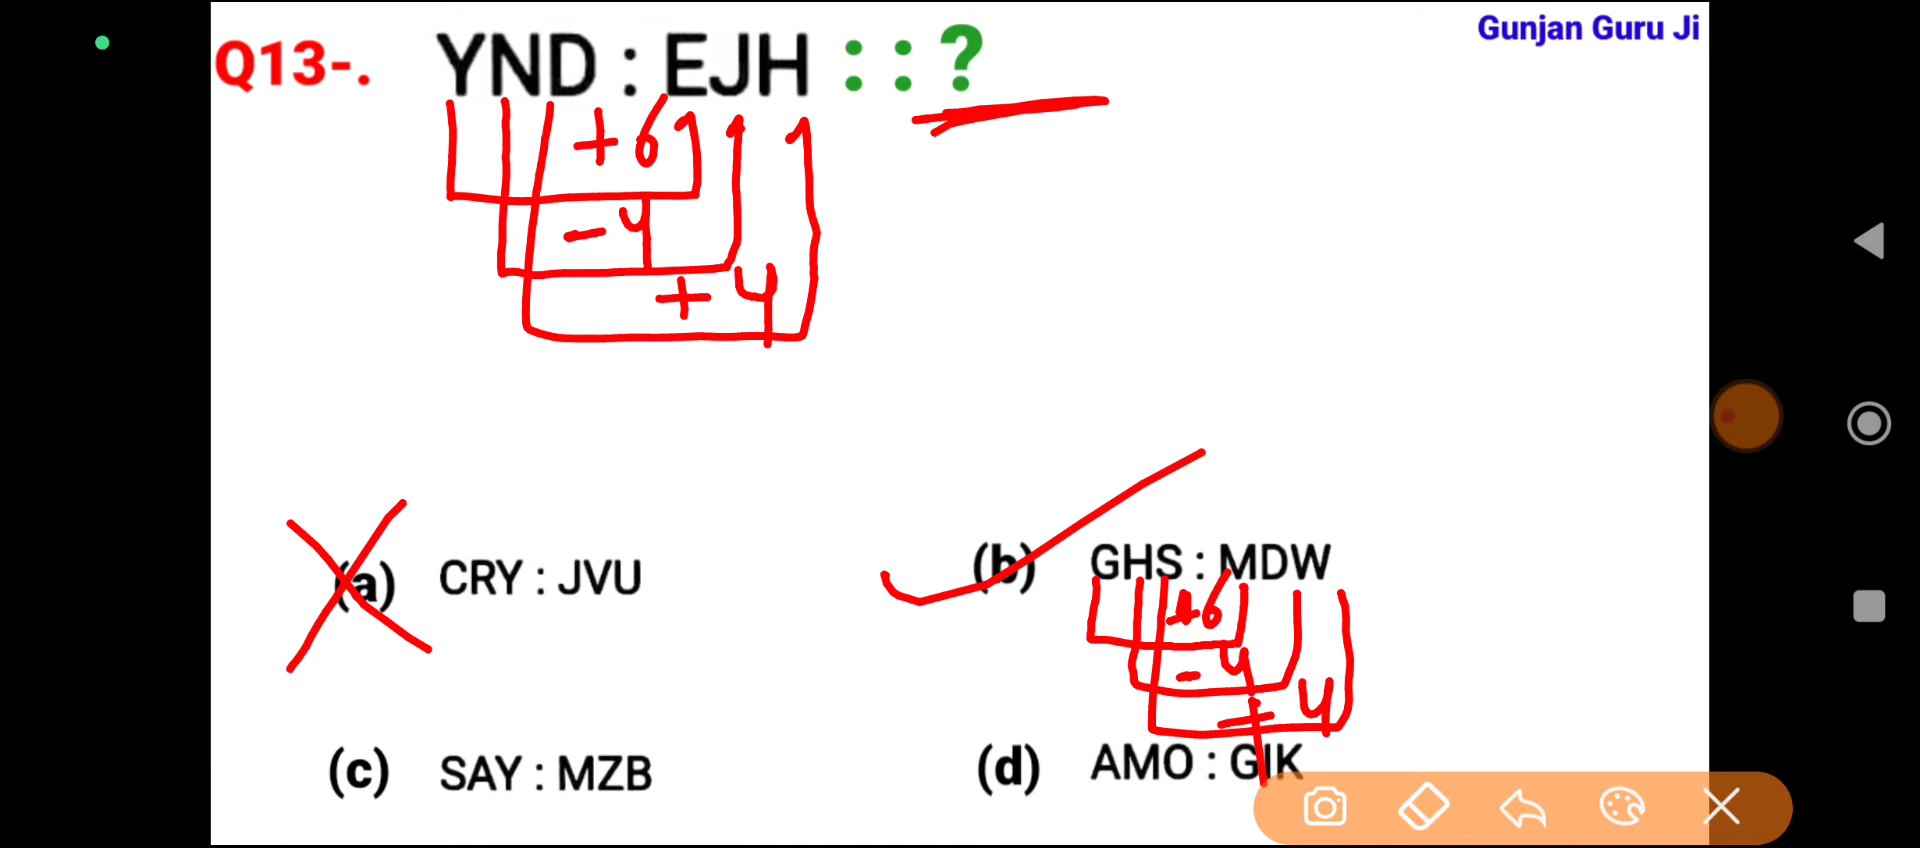 Gunjan Guru Ji
Q13-. YND : EJH : : ?
+6
-4
+4
(a) CRY : JVU
(b) GHS : MDW
+6
-4
+4
(c) SAY : MZB
(d) AMO : GIK